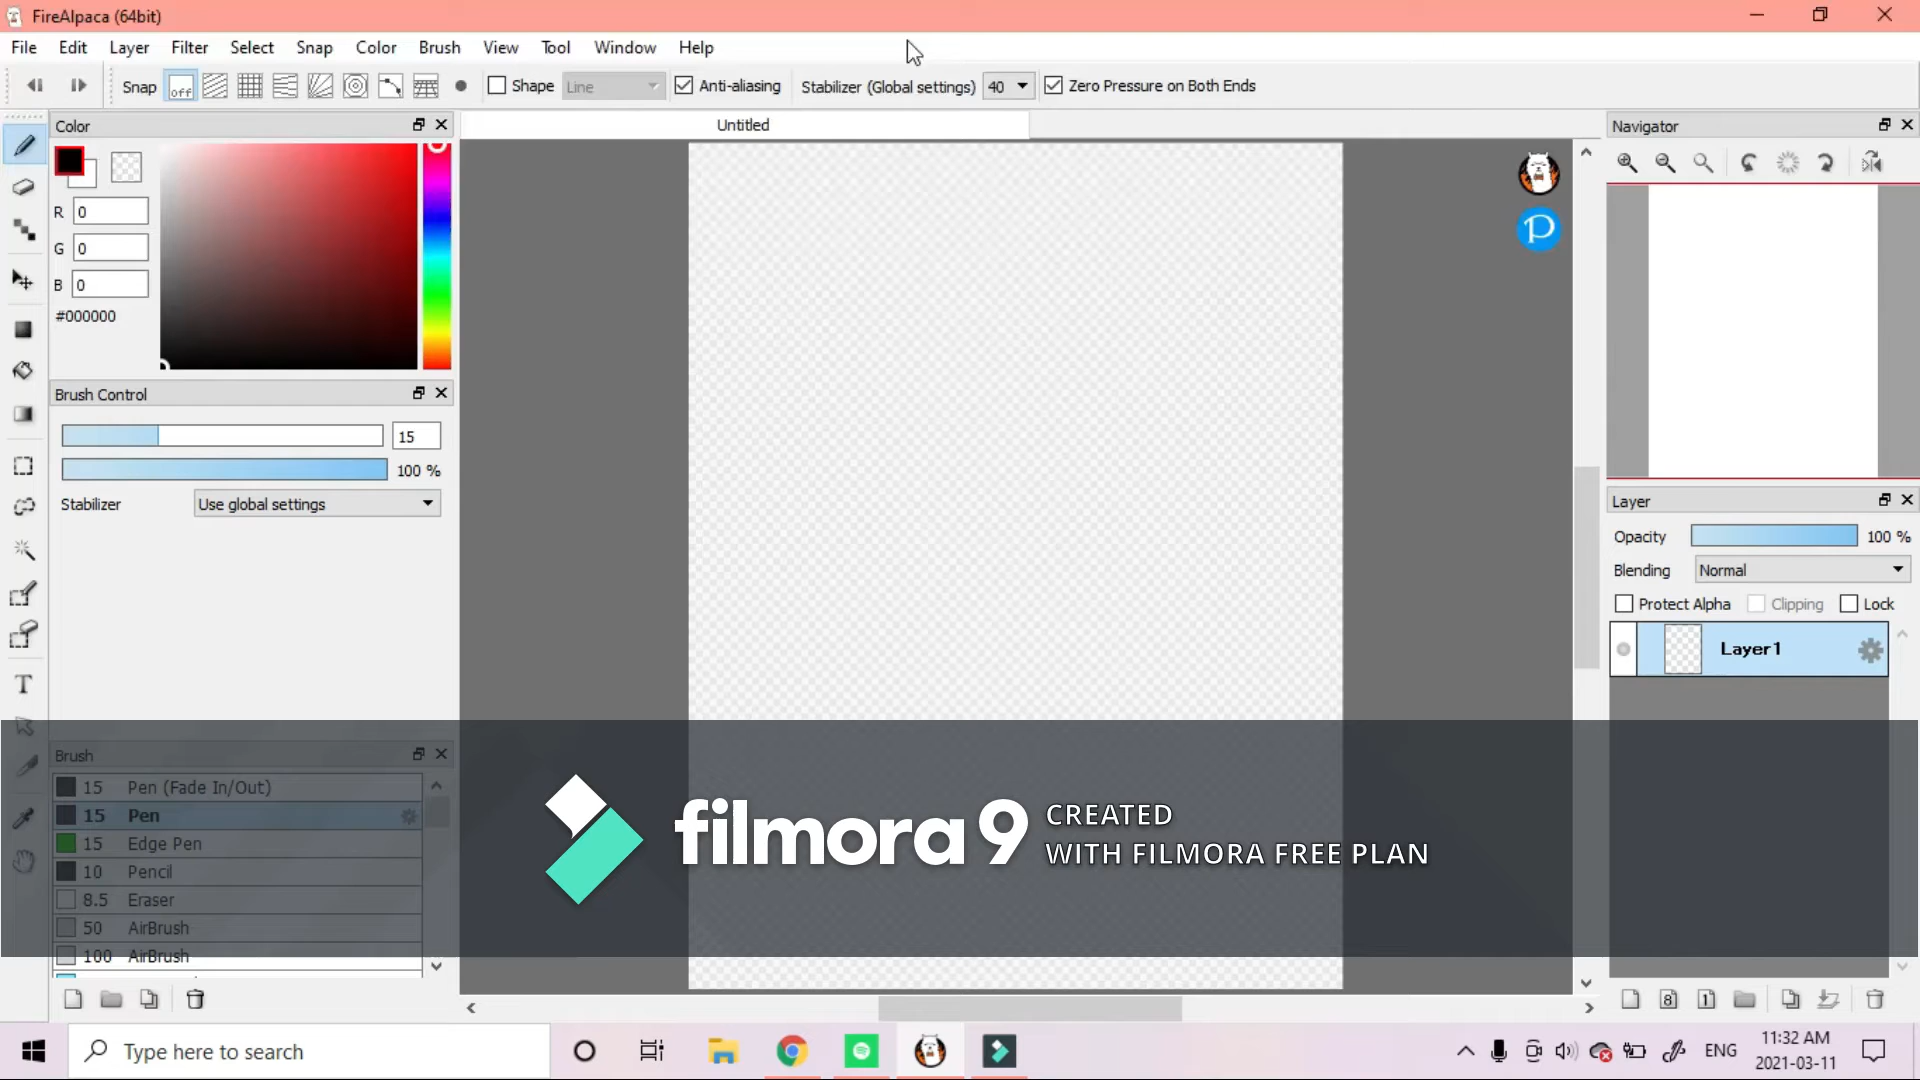 FireAlpaca (64bit)
File Edit Layer Filter Select Snap Color Brush View Tool Window Help
Snap off Shape Line Anti-aliasing Stabilizer (Global settings) 40 Zero Pressure on Both Ends
Color
Untitled
Navigator
R 0
G 0
B 0
#000000
P
Brush Control
15
100 %
Stabilizer Use global settings
Layer
Opacity 100 %
Blending Normal
Protect Alpha Clipping Lock
Layer1
T
Brush
15 Pen (Fade In/Out)
15 Pen
15 Edge Pen
10 Pencil
8.5 Eraser
50 AirBrush
100 AirBrush
filmora9 CREATED
WITH FILMORA FREE PLAN
8 1
Type here to search
ENG
11:32 AM
2021-03-11